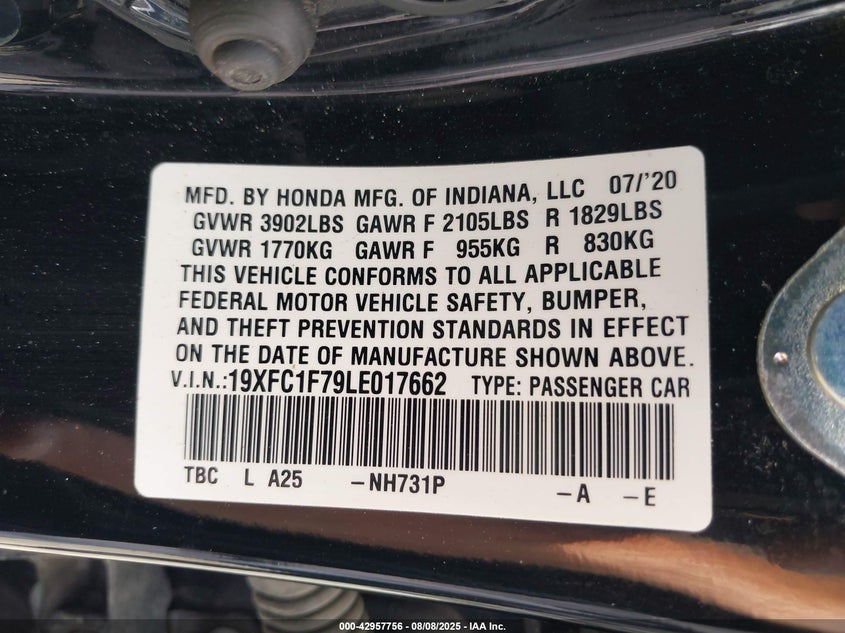 MFD. BY HONDA MFG. OF INDIANA, LLC 07/'20
GVWR 3902LBS GAWR F 2105LBS R 1829LBS
GVWR 1770KG GAWR F 955KG R 830KG
THIS VEHICLE CONFORMS TO ALL APPLICABLE
FEDERAL MOTOR VEHICLE SAFETY, BUMPER,
AND THEFT PREVENTION STANDARDS IN EFFECT
ON THE DATE OF MANUFACTURE SHOWN ABOVE.
V.I.N.:19XFC1F79LE017662 TYPE: PASSENGER CAR
TBC L A25 -NH731P -A -E
000-42957756 - 08/08/2025 - IAA Inc.